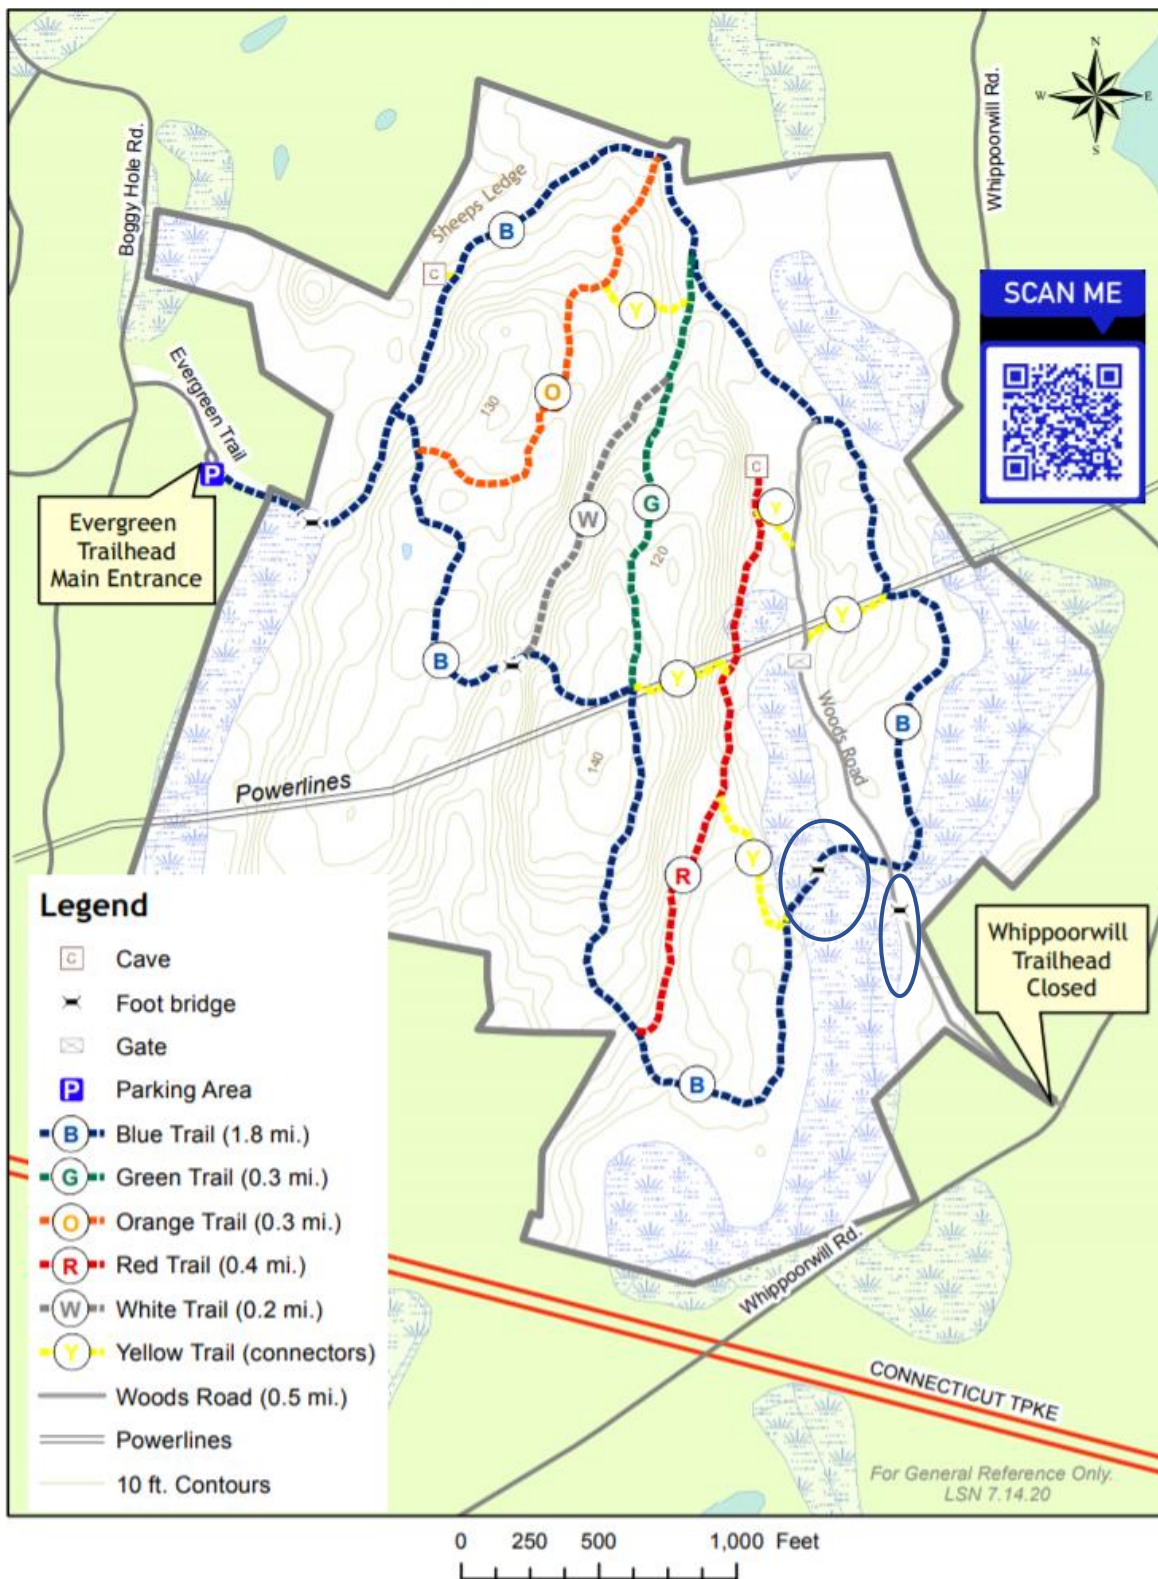 N
W
E
S
Whippoorwill Rd.
Boggy Hole Rd.
Sheeps Ledge
B
C
SCAN ME
Y
Evergreen Trail
G
O
130
P
C
Evergreen
Trailhead
Main Entrance
W
G
Y
120
Y
B
Y
Woods Road
B
140
Powerlines
Y
R
Whippoorwill
Trailhead
Closed
B
Whippoorwill Rd.
CONNECTICUT TPKE
Legend
C Cave
Foot bridge
Gate
P Parking Area
B Blue Trail (1.8 mi.)
G Green Trail (0.3 mi.)
O Orange Trail (0.3 mi.)
R Red Trail (0.4 mi.)
W White Trail (0.2 mi.)
Y Yellow Trail (connectors)
Woods Road (0.5 mi.)
Powerlines
10 ft. Contours
For General Reference Only.
LSN 7.14.20
0 250 500 1,000 Feet